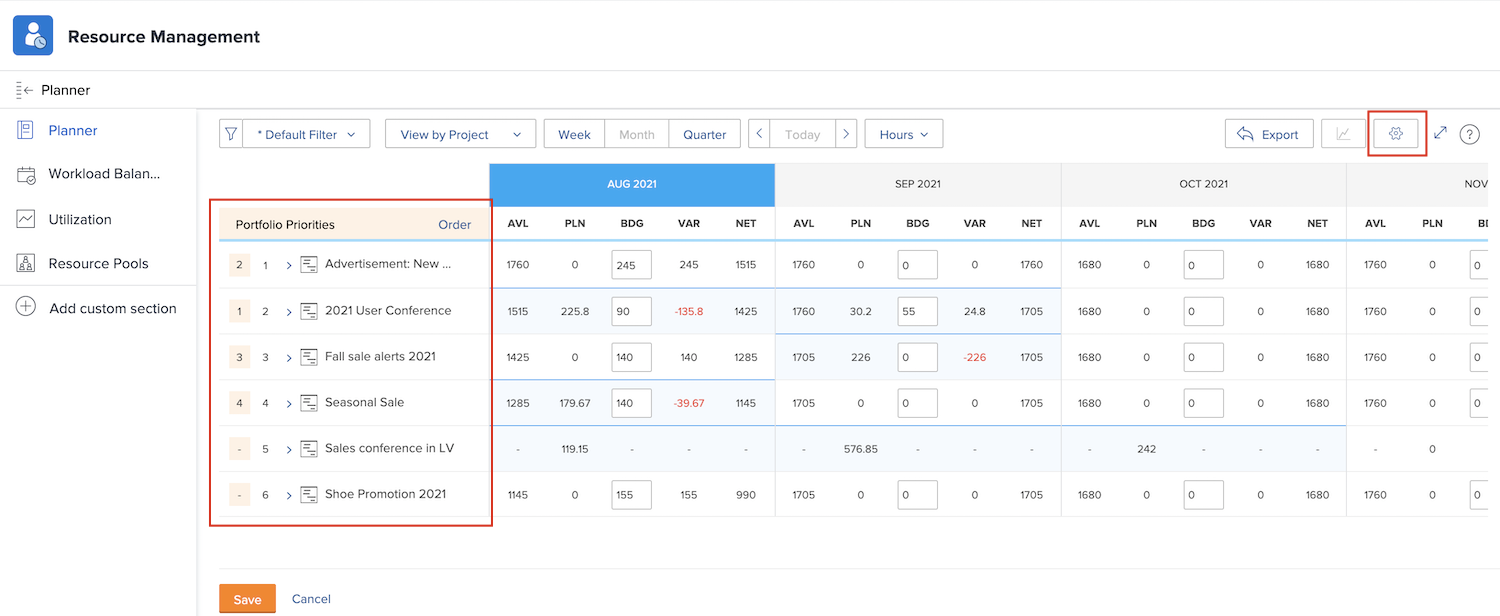 Resource Management
Planner
Planner
Workload Balan...
Utilization
Resource Pools
Add custom section
* Default Filter View by Project Week Month Quarter Today Hours Export ?
AUG 2021 SEP 2021 OCT 2021 NOV
Portfolio Priorities Order AVL PLN BDG VAR NET AVL PLN BDG VAR NET AVL PLN BDG VAR NET AVL PLN
2 1 Advertisement: New ... 1760 0 245 245 1515 1760 0 0 0 1760 1680 0 0 0 1680 1760 0 0
1 2 2021 User Conference 1515 225.8 90 -135.8 1425 1760 30.2 55 24.8 1705 1680 0 0 0 1680 1760 0 0
3 3 Fall sale alerts 2021 1425 0 140 140 1285 1705 226 0 -226 1705 1680 0 0 0 1680 1760 0 0
4 4 Seasonal Sale 1285 179.67 140 -39.67 1145 1705 0 0 0 1705 1680 0 0 0 1680 1760 0 0
- 5 Sales conference in LV - 119.15 - - - - 576.85 - - - - 242 - - - - 0
- 6 Shoe Promotion 2021 1145 0 155 155 990 1705 0 0 0 1705 1680 0 0 0 1680 1760 0 0
Save Cancel